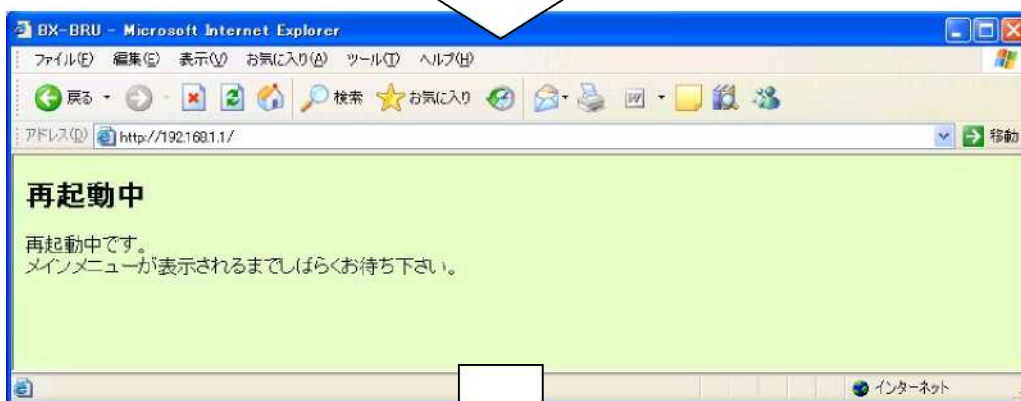 BX-BRU - Microsoft Internet Explorer
ファイル(F) 編集(E) 表示(V) お気に入り(A) ツール(T) ヘルプ(H)
戻る 検索 お気に入り
アドレス(D) http://192.168.1.1/ 移動
再起動中
再起動中です。
メインメニューが表示されるまでしばらくお待ち下さい。
インターネット